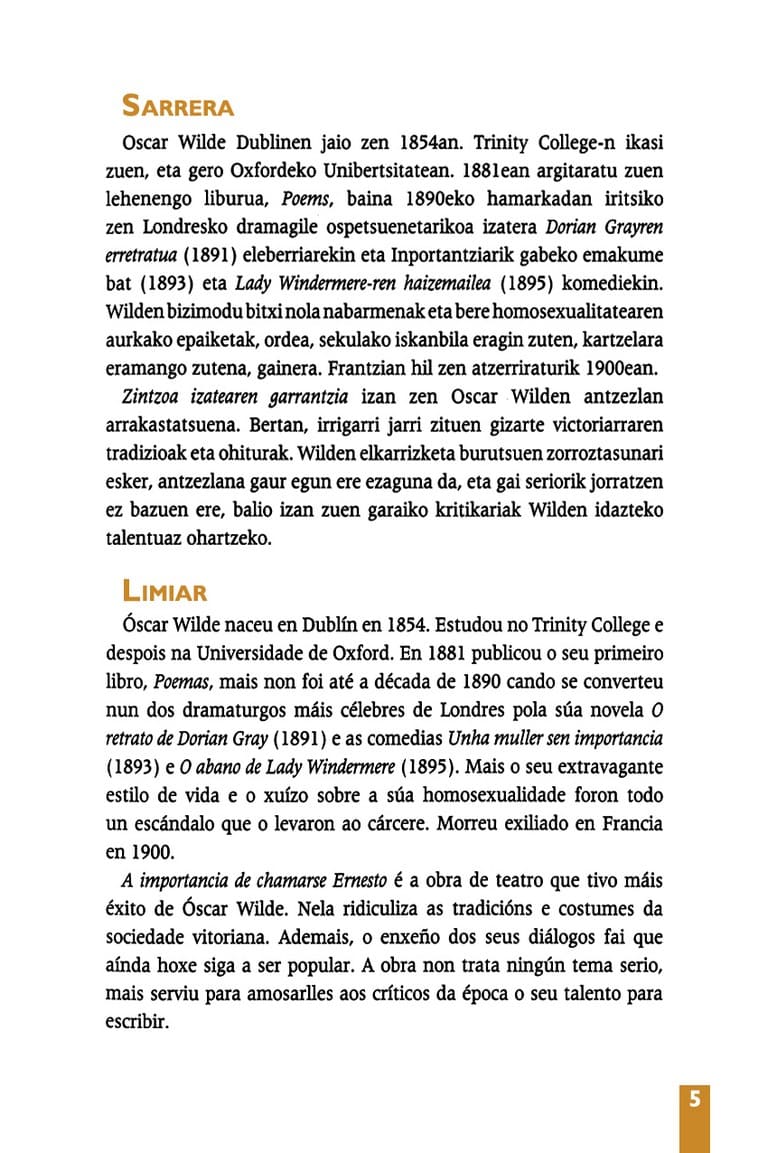 SARRERA
Oscar Wilde Dublinen jaio zen 1854an. Trinity College-n ikasi
zuen, eta gero Oxfordeko Unibertsitatean. 1881ean argitaratu zuen
lehenengo liburua, Poems, baina 1890eko hamarkadan iritsiko
zen Londresko dramagile ospetsuenetarikoa izatera Dorian Grayren
erretratua (1891) eleberriarekin eta Inportantziarik gabeko emakume
bat (1893) eta Lady Windermere-ren haizemailea (1895) komediekin.
Wilden bizimodu bitxi nola nabarmenak eta bere homosexualitatearen
aurkako epaiketak, ordea, sekulako iskanbila eragin zuten, kartzelara
eramango zutena, gainera. Frantzian hil zen atzerriraturik 1900ean.
Zintzoa izatearen garrantzia izan zen Oscar Wilden antzezlan
arrakastatsuena. Bertan, irrigarri jarri zituen gizarte victoriarraren
tradizioak eta ohiturak. Wilden elkarrizketa burutsuen zorroztasunari
esker, antzezlana gaur egun ere ezaguna da, eta gai seriorik jorratzen
ez bazuen ere, balio izan zuen garaiko kritikariak Wilden idazteko
talentuaz ohartzeko.
LIMIAR
Óscar Wilde naceu en Dublín en 1854. Estudou no Trinity College e
despois na Universidade de Oxford. En 1881 publicou o seu primeiro
libro, Poemas, mais non foi até a década de 1890 cando se converteu
nun dos dramaturgos máis célebres de Londres pola súa novela O
retrato de Dorian Gray (1891) e as comedias Unha muller sen importancia
(1893) e O abano de Lady Windermere (1895). Mais o seu extravagante
estilo de vida e o xuízo sobre a súa homosexualidade foron todo
un escándalo que o levaron ao cárcere. Morreu exiliado en Francia
en 1900.
A importancia de chamarse Ernesto é a obra de teatro que tivo máis
éxito de Óscar Wilde. Nela ridiculiza as tradicións e costumes da
sociedade vitoriana. Ademais, o enxeño dos seus diálogos fai que
aínda hoxe siga a ser popular. A obra non trata ningún tema serio,
mais serviu para amosarlles aos críticos da época o seu talento para
escribir.
5